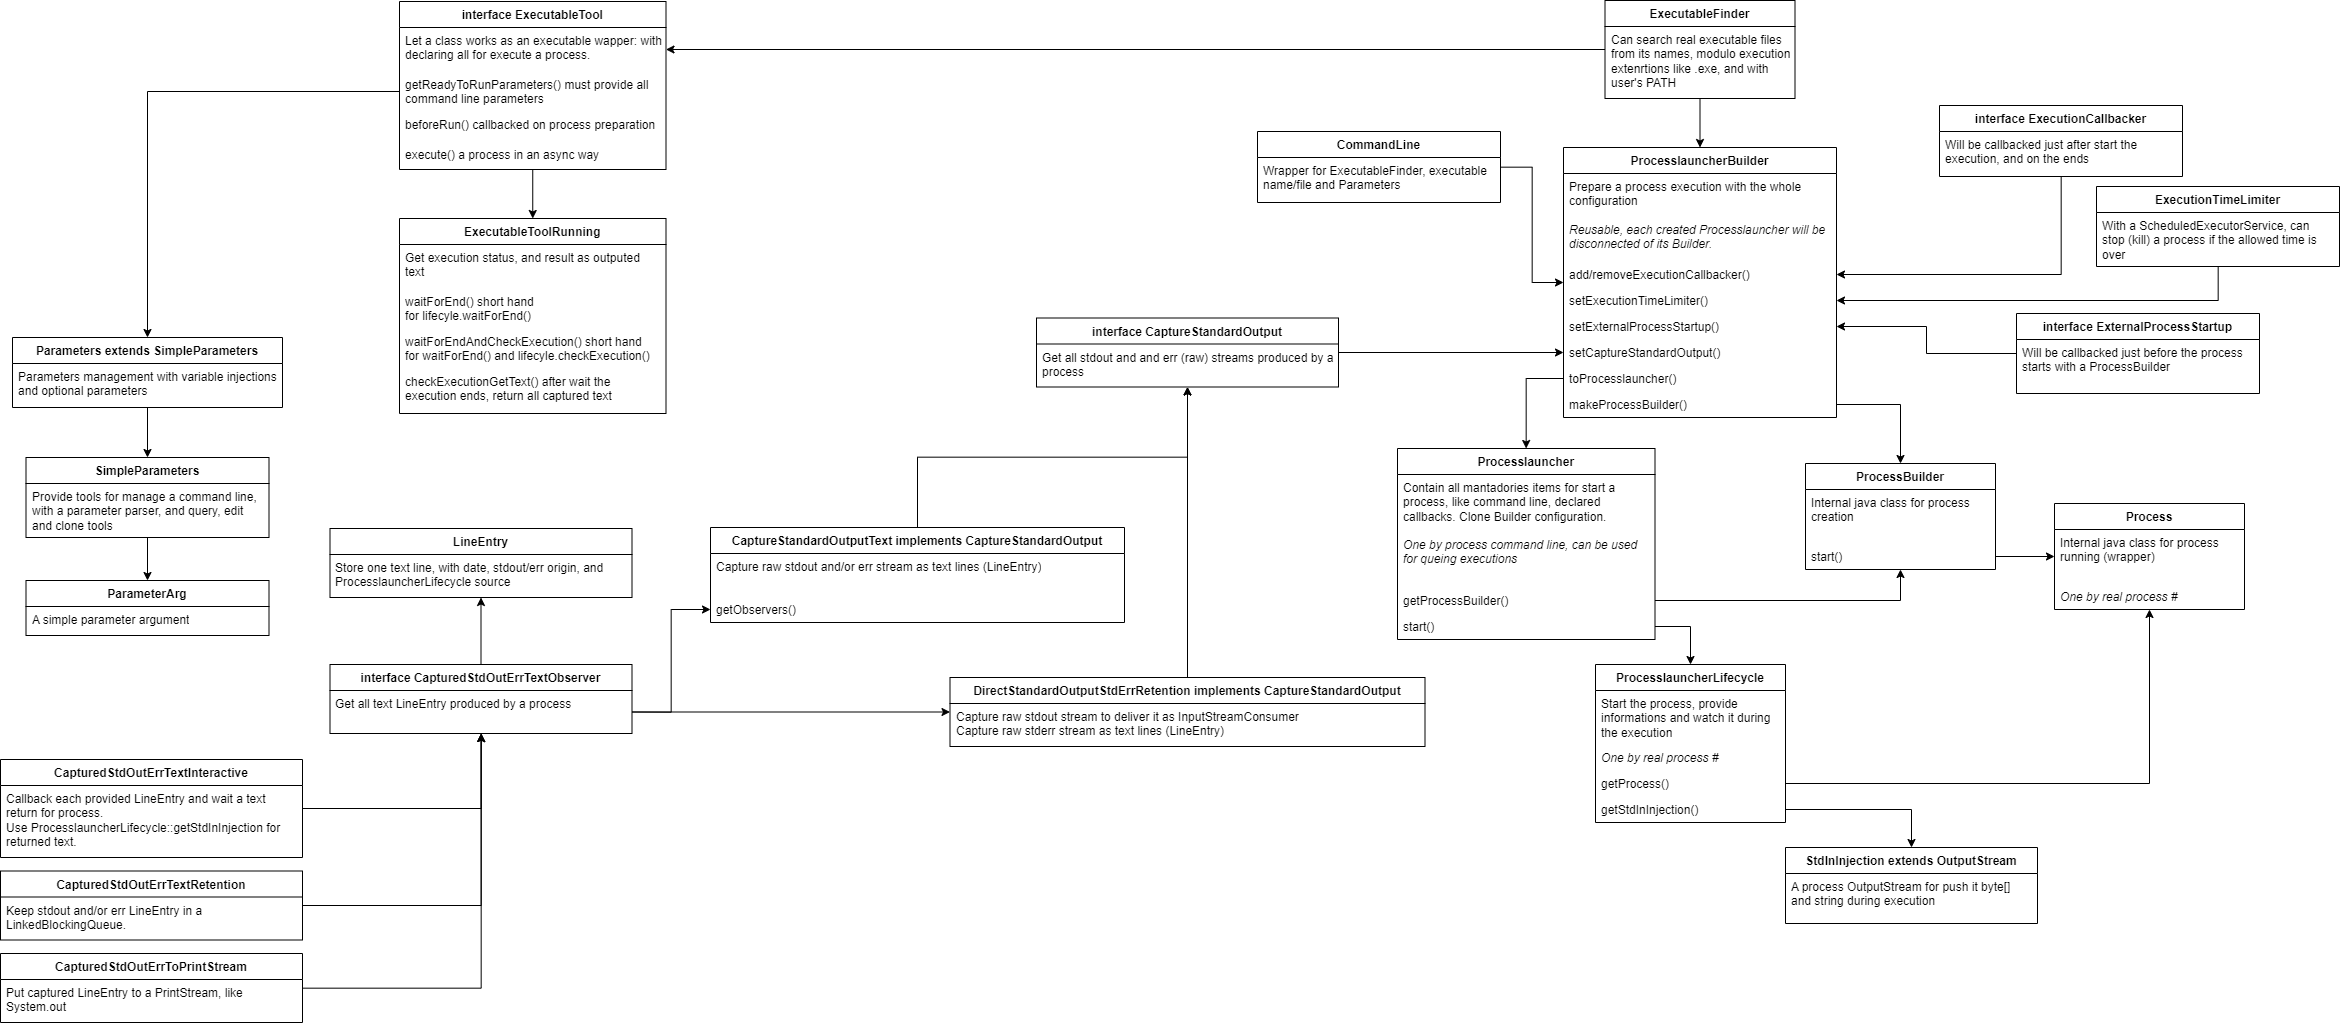 interface ExecutableTool
Let a class works as an executable wapper: with
declaring all for execute a process.
getReadyToRunParameters() must provide all
command line parameters
beforeRun() callbacked on process preparation
execute() a process in an async way
ExecutableFinder
Can search real executable files
from its names, modulo execution
extenrtions like .exe, and with
user's PATH
interface ExecutionCallbacker
Will be callbacked just after start the
execution, and on the ends
CommandLine
Wrapper for ExecutableFinder, executable
name/file and Parameters
ProcesslauncherBuilder
Prepare a process execution with the whole
configuration
Reusable, each created Processlauncher will be
disconnected of its Builder.
add/removeExecutionCallbacker()
setExecutionTimeLimiter()
setExternalProcessStartup()
setCaptureStandardOutput()
toProcesslauncher()
makeProcessBuilder()
ExecutionTimeLimiter
With a ScheduledExecutorService, can
stop (kill) a process if the allowed time is
over
ExecutableToolRunning
Get execution status, and result as outputed
text
waitForEnd() short hand
for lifecyle.waitForEnd()
waitForEndAndCheckExecution() short hand
for waitForEnd() and lifecyle.checkExecution()
checkExecutionGetText() after wait the
execution ends, return all captured text
interface ExternalProcessStartup
Will be callbacked just before the process
starts with a ProcessBuilder
interface CaptureStandardOutput
Get all stdout and and err (raw) streams produced by a
process
Parameters extends SimpleParameters
Parameters management with variable injections
and optional parameters
Processlauncher
Contain all mantadories items for start a
process, like command line, declared
callbacks. Clone Builder configuration.
One by process command line, can be used
for queing executions
getProcessBuilder()
start()
SimpleParameters
Provide tools for manage a command line,
with a parameter parser, and query, edit
and clone tools
ProcessBuilder
Internal java class for process
creation
start()
Process
Internal java class for process
running (wrapper)
One by real process #
LineEntry
Store one text line, with date, stdout/err origin, and
ProcesslauncherLifecycle source
CaptureStandardOutputText implements CaptureStandardOutput
Capture raw stdout and/or err stream as text lines (LineEntry)
getObservers()
ParameterArg
A simple parameter argument
interface CapturedStdOutErrTextObserver
Get all text LineEntry produced by a process
DirectStandardOutputStdErrRetention implements CaptureStandardOutput
Capture raw stdout stream to deliver it as InputStreamConsumer
Capture raw stderr stream as text lines (LineEntry)
ProcesslauncherLifecycle
Start the process, provide
informations and watch it during
the execution
One by real process #
getProcess()
getStdInInjection()
CapturedStdOutErrTextInteractive
Callback each provided LineEntry and wait a text
return for process.
Use ProcesslauncherLifecycle::getStdInInjection for
returned text.
StdInInjection extends OutputStream
A process OutputStream for push it byte[]
and string during execution
CapturedStdOutErrTextRetention
Keep stdout and/or err LineEntry in a
LinkedBlockingQueue.
CapturedStdOutErrToPrintStream
Put captured LineEntry to a PrintStream, like
System.out